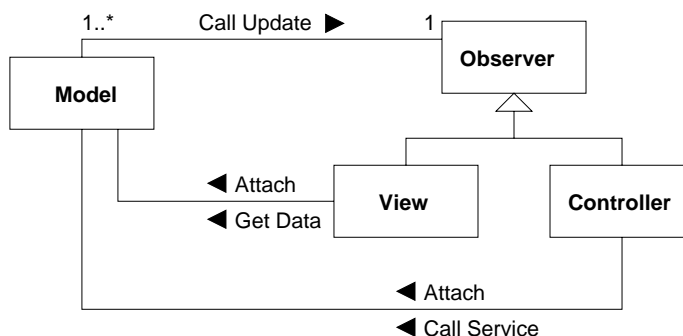 1..* Call Update ▶ 1
Observer
Model
◀ Attach
◀ Get Data
View
Controller
◀ Attach
◀ Call Service